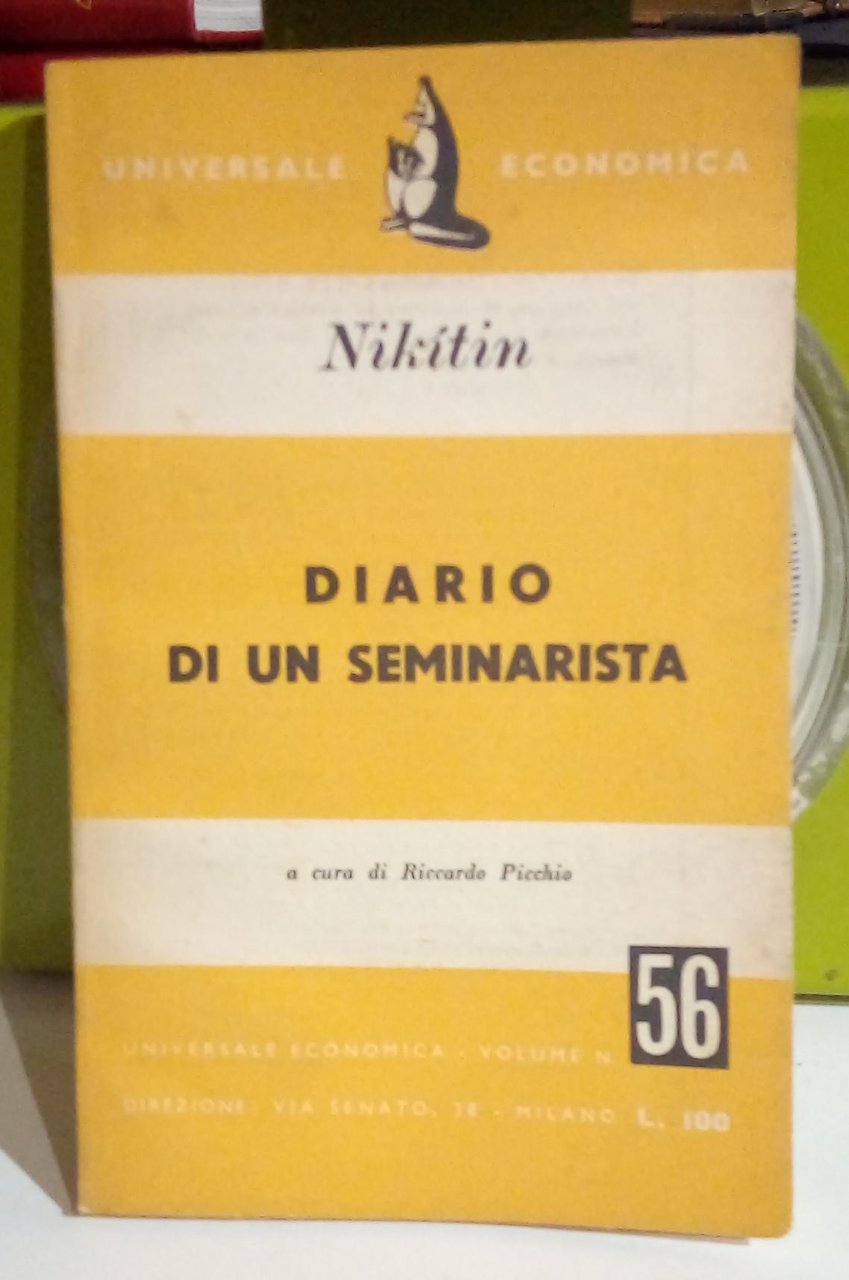 UNIVERSALE ECONOMICA
Nikítin
DIARIO
DI UN SEMINARISTA
a cura di Riccardo Picchio
UNIVERSALE ECONOMICA - VOLUME N. 56
DIREZIONE: VIA SENATO, 38 - MILANO L. 100